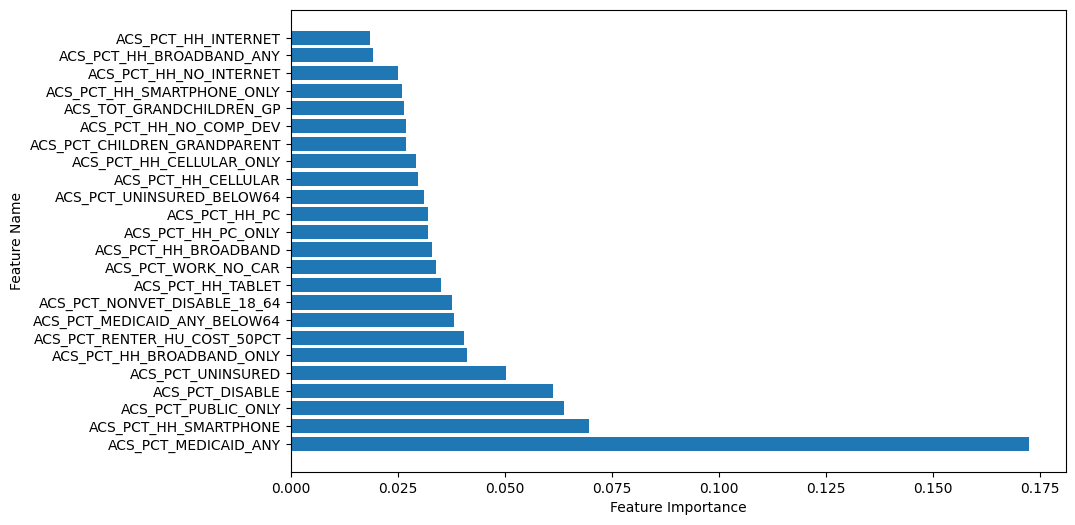 ACS_PCT_HH_INTERNET
ACS_PCT_HH_BROADBAND_ANY
ACS_PCT_HH_NO_INTERNET
ACS_PCT_HH_SMARTPHONE_ONLY
ACS_TOT_GRANDCHILDREN_GP
ACS_PCT_HH_NO_COMP_DEV
ACS_PCT_CHILDREN_GRANDPARENT
ACS_PCT_HH_CELLULAR_ONLY
ACS_PCT_HH_CELLULAR
ACS_PCT_UNINSURED_BELOW64
ACS_PCT_HH_PC
ACS_PCT_HH_PC_ONLY
ACS_PCT_HH_BROADBAND
ACS_PCT_WORK_NO_CAR
ACS_PCT_HH_TABLET
ACS_PCT_NONVET_DISABLE_18_64
ACS_PCT_MEDICAID_ANY_BELOW64
ACS_PCT_RENTER_HU_COST_50PCT
ACS_PCT_HH_BROADBAND_ONLY
ACS_PCT_UNINSURED
ACS_PCT_DISABLE
ACS_PCT_PUBLIC_ONLY
ACS_PCT_HH_SMARTPHONE
ACS_PCT_MEDICAID_ANY
Feature Name
0.000 0.025 0.050 0.075 0.100 0.125 0.150 0.175
Feature Importance